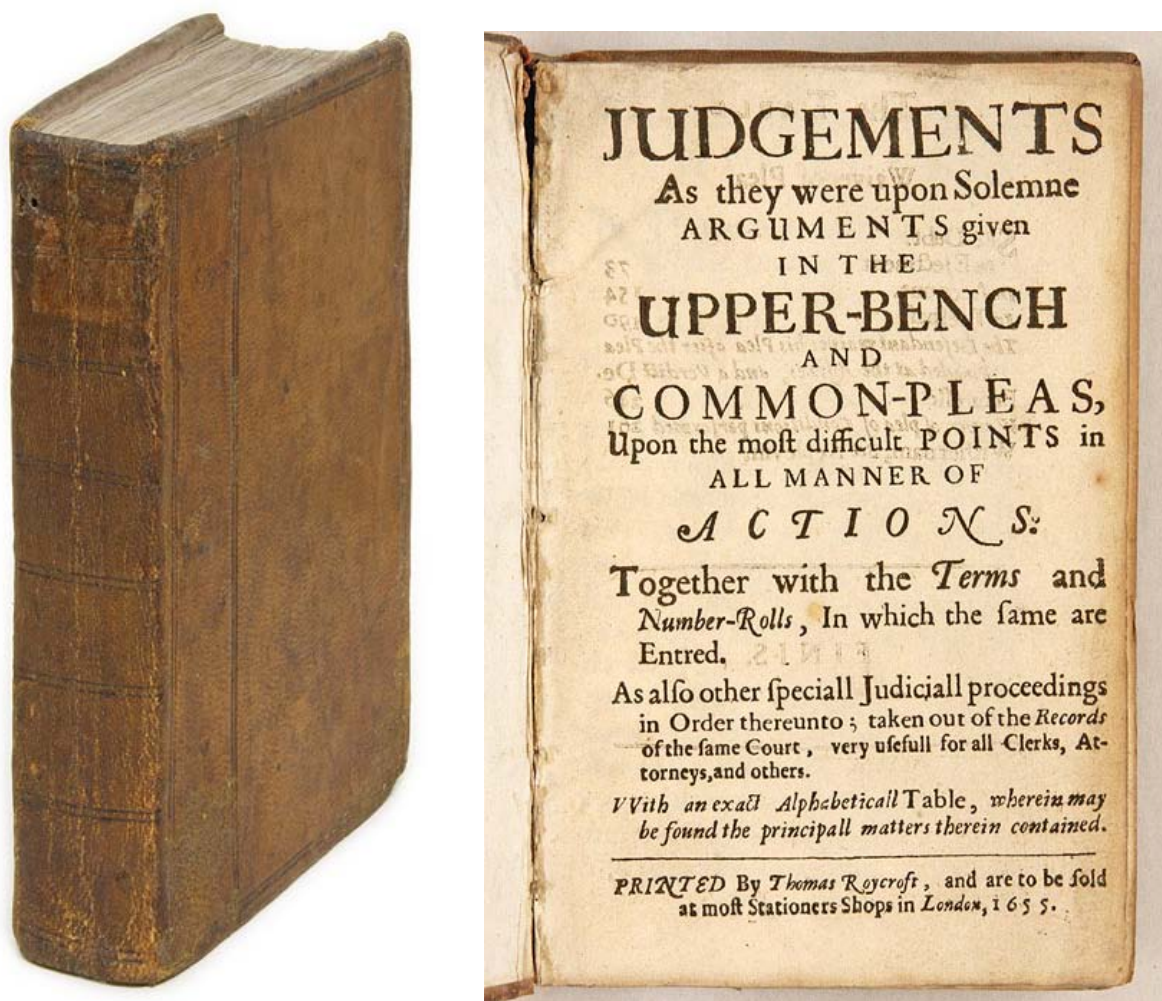 JUDGEMENTS
As they were upon Solemne
ARGUMENTS given
IN THE
UPPER-BENCH
AND
COMMON-PLEAS,
Upon the moſt difficult POINTS in
ALL MANNER OF
ACTIONS:
Together with the Terms and
Number-Rolls, In which the ſame are
Entred.
As alſo other ſpeciall Judiciall proceedings
in Order thereunto; taken out of the Records
of the ſame Court, very uſefull for all Clerks, At-
torneys,and others.
VVith an exact Alphabeticall Table, wherein may
be found the principall matters therein contained.
PRINTED By Thomas Roycroft, and are to be ſold
at moſt Stationers Shops in London, 1655.